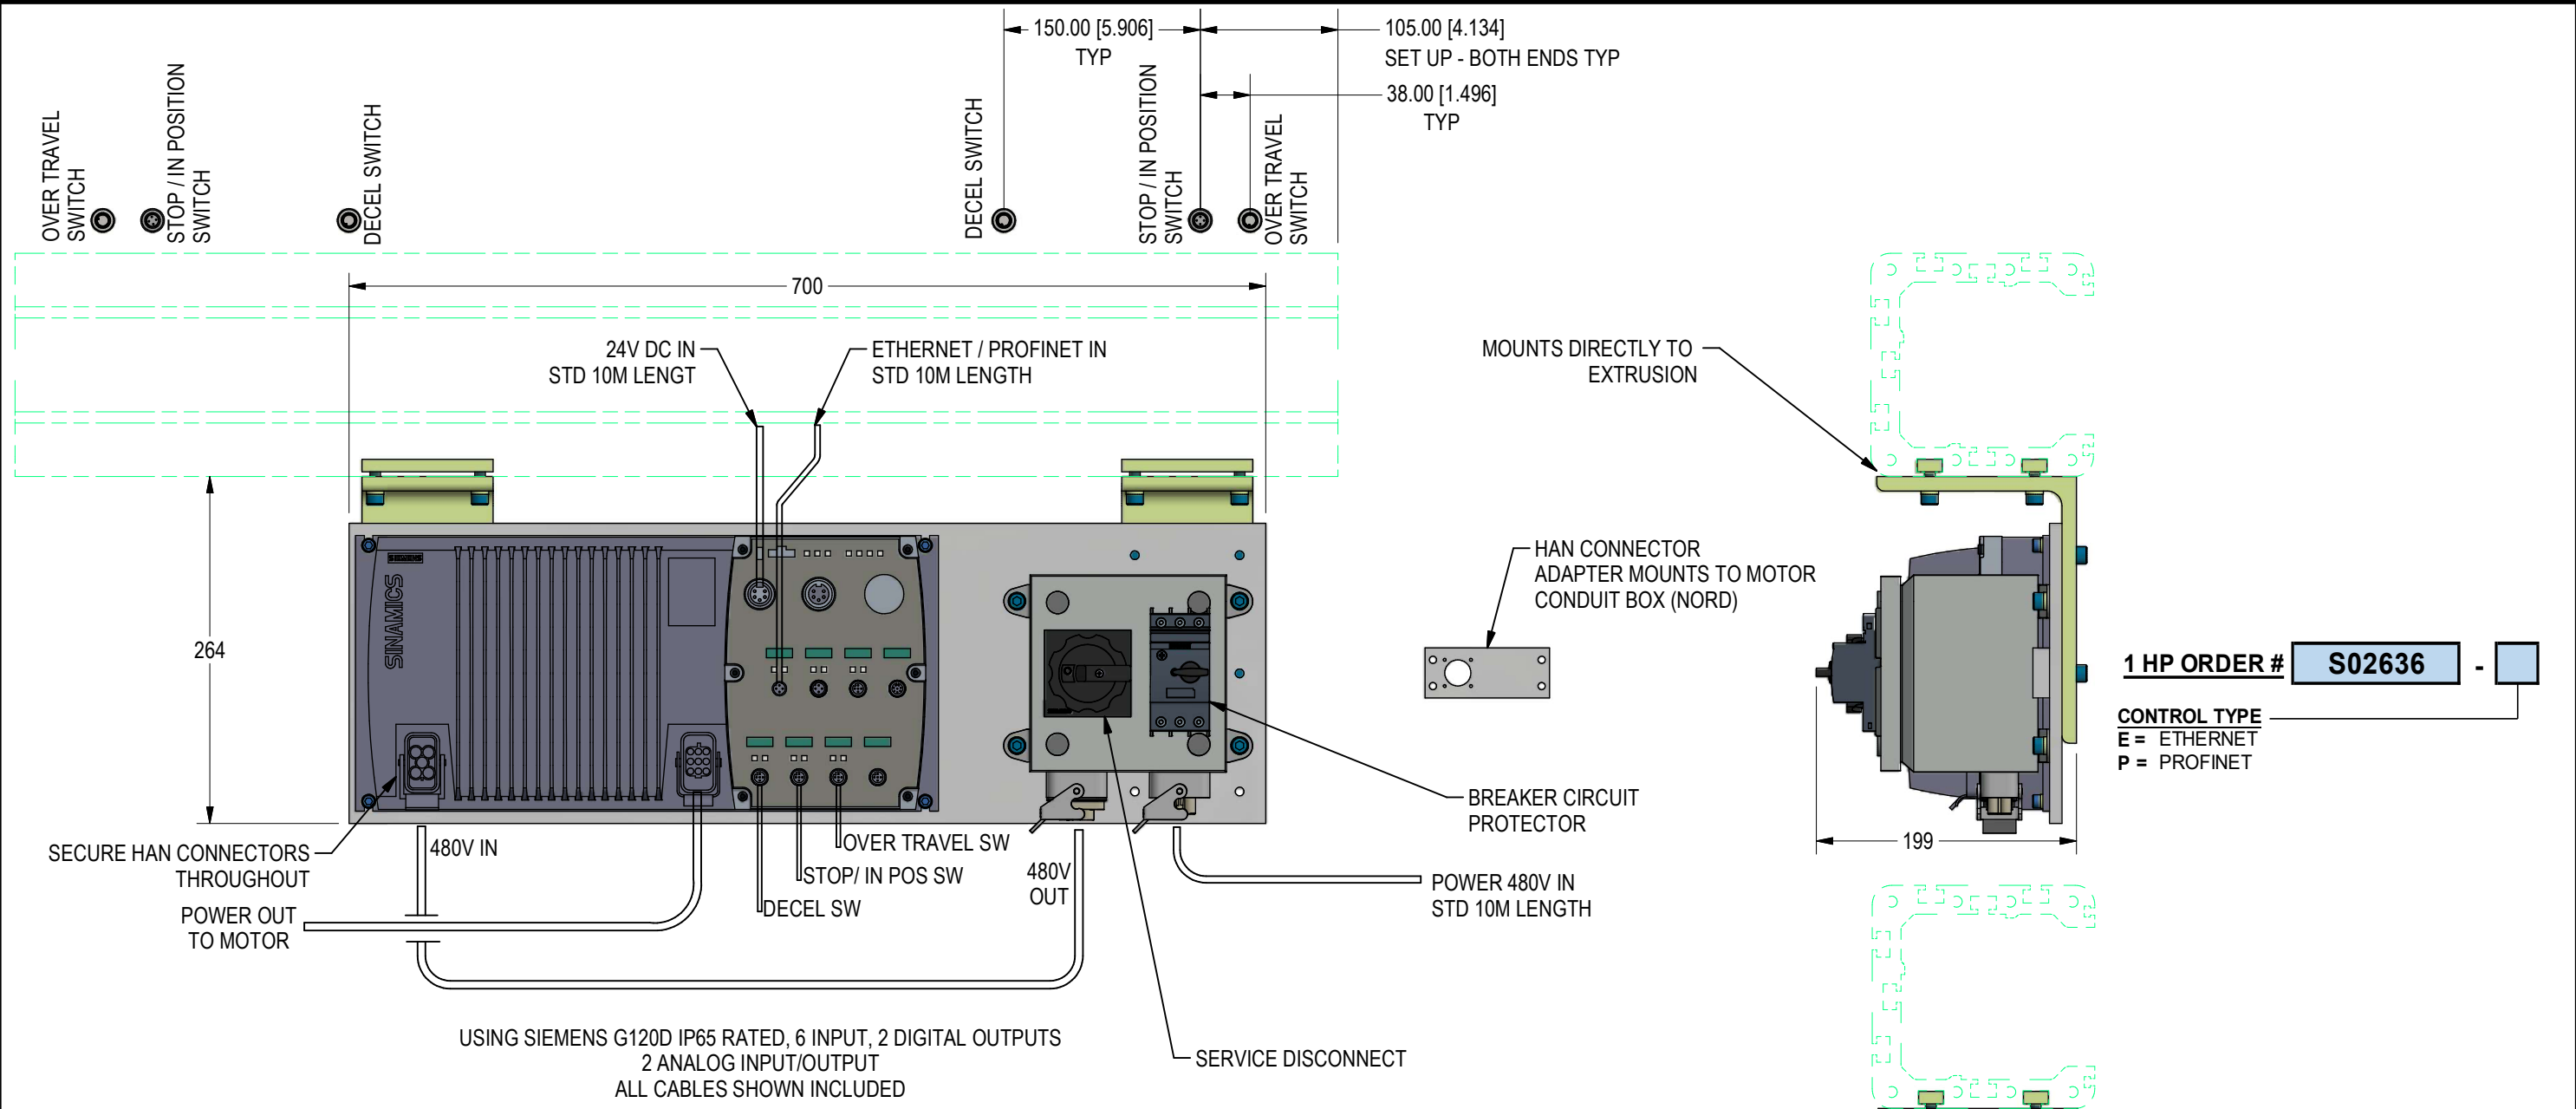 150.00 [5.906]
TYP
105.00 [4.134]
SET UP - BOTH ENDS TYP
38.00 [1.496]
TYP
OVER TRAVEL
SWITCH
STOP / IN POSITION
SWITCH
DECEL SWITCH
DECEL SWITCH
STOP / IN POSITION
SWITCH
OVER TRAVEL
SWITCH
700
24V DC IN
STD 10M LENGT
ETHERNET / PROFINET IN
STD 10M LENGTH
MOUNTS DIRECTLY TO
EXTRUSION
264
SIEMENS
SINAMICS
HAN CONNECTOR
ADAPTER MOUNTS TO MOTOR
CONDUIT BOX (NORD)
1 HP ORDER # S02636 -
CONTROL TYPE
E = ETHERNET
P = PROFINET
BREAKER CIRCUIT
PROTECTOR
199
SECURE HAN CONNECTORS
THROUGHOUT
480V IN
OVER TRAVEL SW
STOP/ IN POS SW
DECEL SW
480V
OUT
POWER 480V IN
STD 10M LENGTH
POWER OUT
TO MOTOR
USING SIEMENS G120D IP65 RATED, 6 INPUT, 2 DIGITAL OUTPUTS
2 ANALOG INPUT/OUTPUT
ALL CABLES SHOWN INCLUDED
SERVICE DISCONNECT